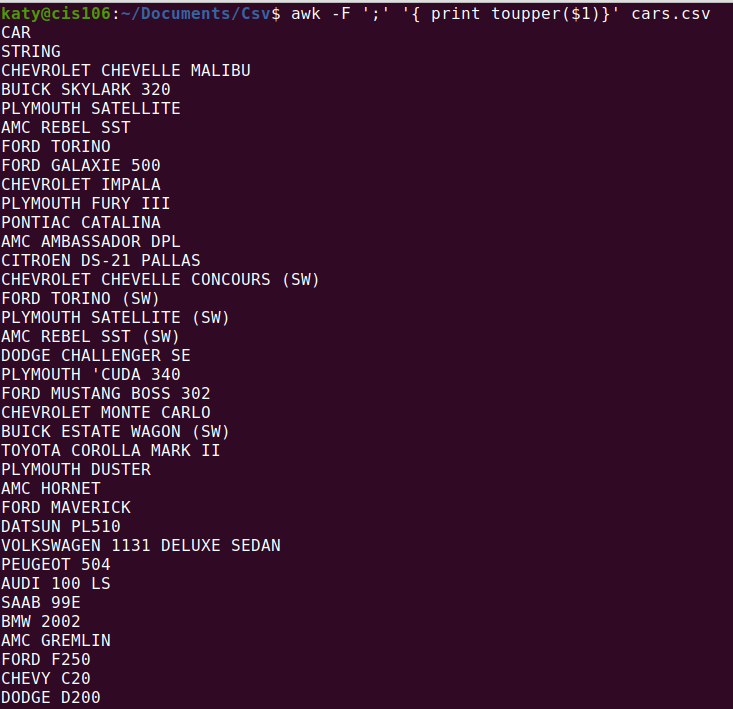 katy@cis106:~/Documents/Csv$ awk -F ';' '{ print toupper($1)}' cars.csv
CAR
STRING
CHEVROLET CHEVELLE MALIBU
BUICK SKYLARK 320
PLYMOUTH SATELLITE
AMC REBEL SST
FORD TORINO
FORD GALAXIE 500
CHEVROLET IMPALA
PLYMOUTH FURY III
PONTIAC CATALINA
AMC AMBASSADOR DPL
CITROEN DS-21 PALLAS
CHEVROLET CHEVELLE CONCOURS (SW)
FORD TORINO (SW)
PLYMOUTH SATELLITE (SW)
AMC REBEL SST (SW)
DODGE CHALLENGER SE
PLYMOUTH 'CUDA 340
FORD MUSTANG BOSS 302
CHEVROLET MONTE CARLO
BUICK ESTATE WAGON (SW)
TOYOTA COROLLA MARK II
PLYMOUTH DUSTER
AMC HORNET
FORD MAVERICK
DATSUN PL510
VOLKSWAGEN 1131 DELUXE SEDAN
PEUGEOT 504
AUDI 100 LS
SAAB 99E
BMW 2002
AMC GREMLIN
FORD F250
CHEVY C20
DODGE D200